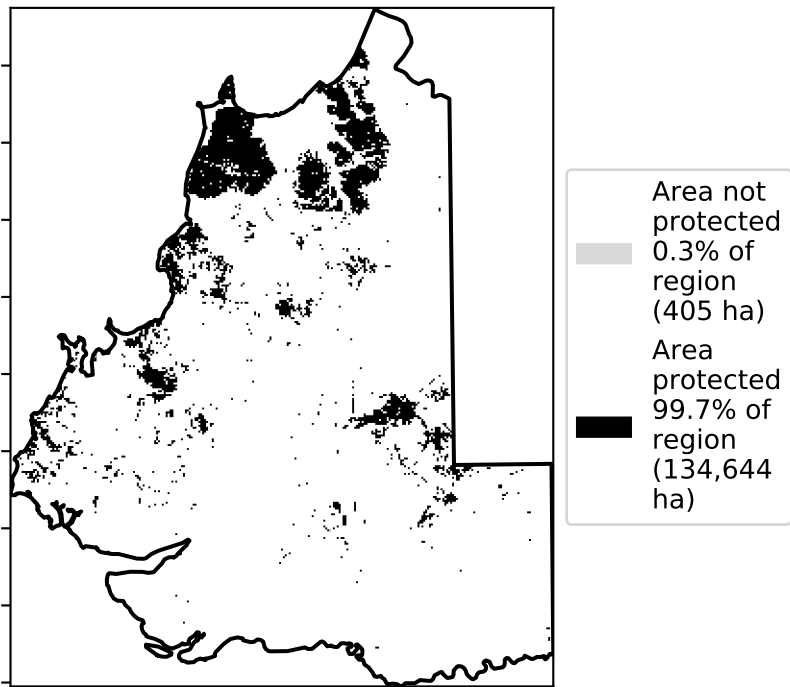 Area not
protected
0.3% of
region
(405 ha)
Area
protected
99.7% of
region
(134,644
ha)